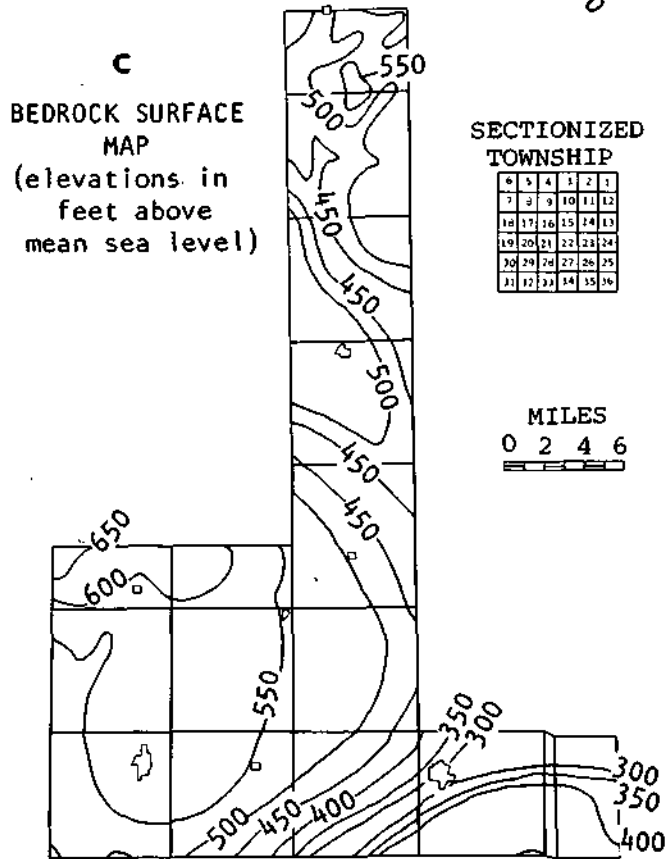 C
BEDROCK SURFACE
MAP
(elevations in
feet above
mean sea level)
550
500
450
450
500
450
450
650
600
550
350
300
500
450
400
300
350
400
SECTIONIZED
TOWNSHIP
6 5 4 3 2 1
7 8 9 10 11 12
18 17 16 15 14 13
19 20 21 22 23 24
30 29 28 27 26 25
31 32 33 34 35 36
MILES
0 2 4 6